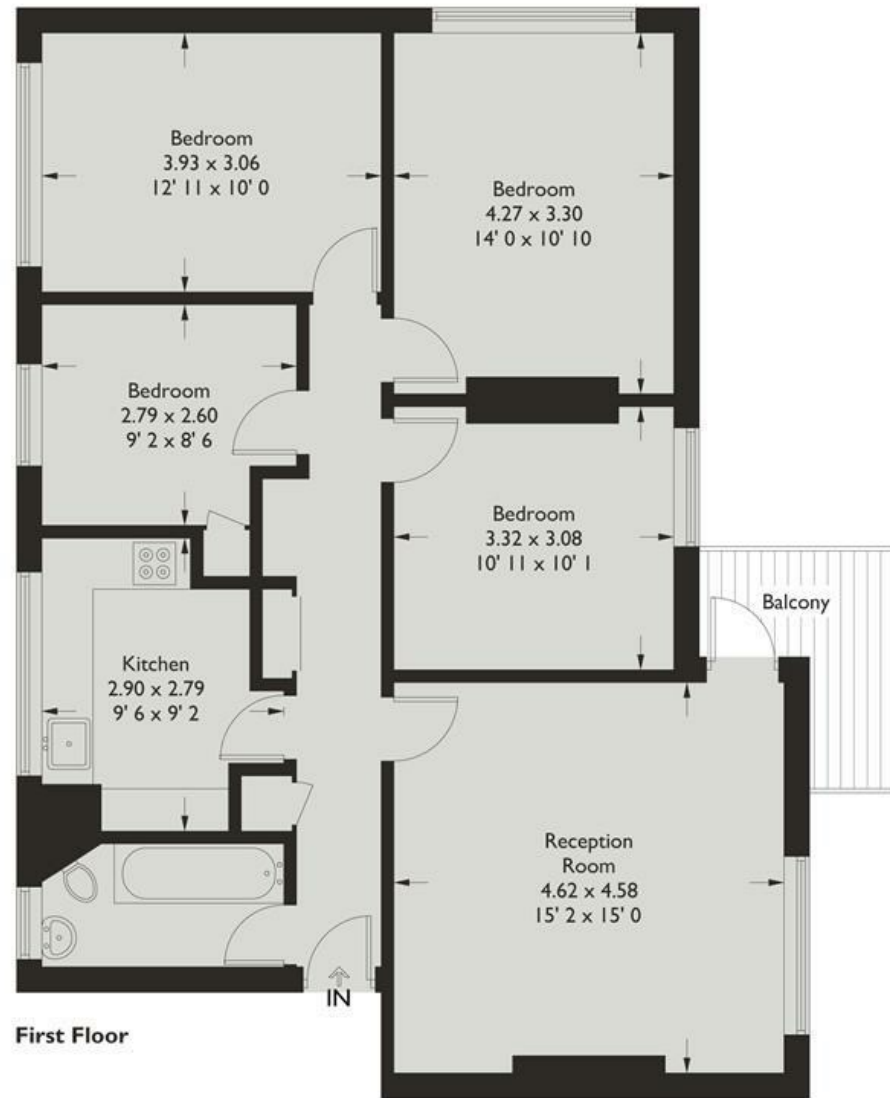 Bedroom
3.93 x 3.06
12' 11 x 10' 0
Bedroom
4.27 x 3.30
14' 0 x 10' 10
Bedroom
2.79 x 2.60
9' 2 x 8' 6
Bedroom
3.32 x 3.08
10' 11 x 10' 1
Balcony
Kitchen
2.90 x 2.79
9' 6 x 9' 2
Reception
Room
4.62 x 4.58
15' 2 x 15' 0
IN
First Floor